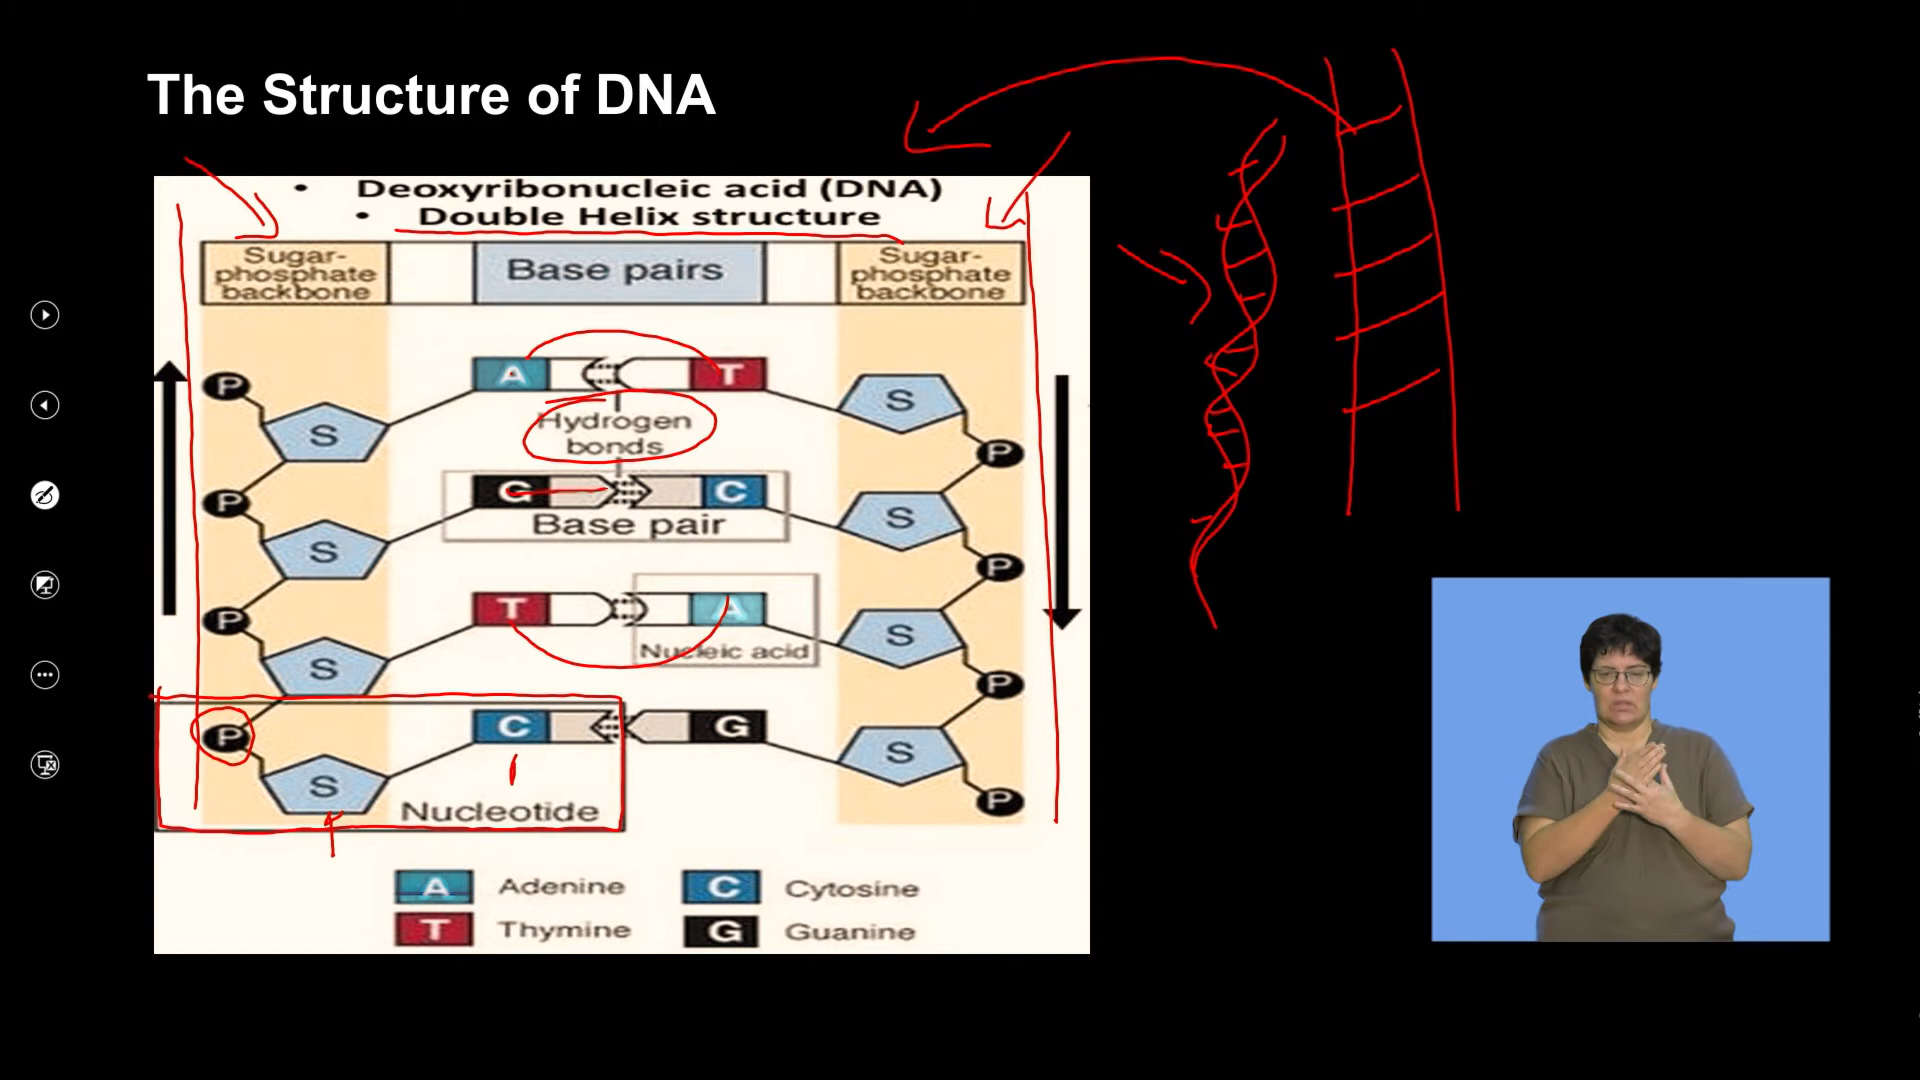 The Structure of DNA
• Deoxyribonucleic acid (DNA)
• Double Helix structure
Sugar-
phosphate
backbone
Base pairs
Sugar-
phosphate
backbone
A T
P
S
S
Hydrogen
bonds
P
G C
P
S
Base pair
S
P
T A
P
S
Nucleic acid
S
P
C G
P
S
Nucleotide
S
P
A Adenine
C Cytosine
T Thymine
G Guanine